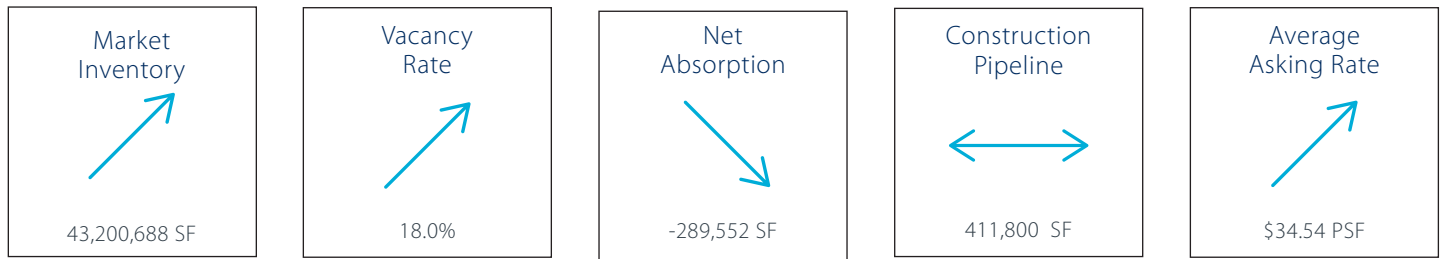 Market
Inventory
43,200,688 SF
Vacancy
Rate
18.0%
Net
Absorption
-289,552 SF
Construction
Pipeline
411,800 SF
Average
Asking Rate
$34.54 PSF